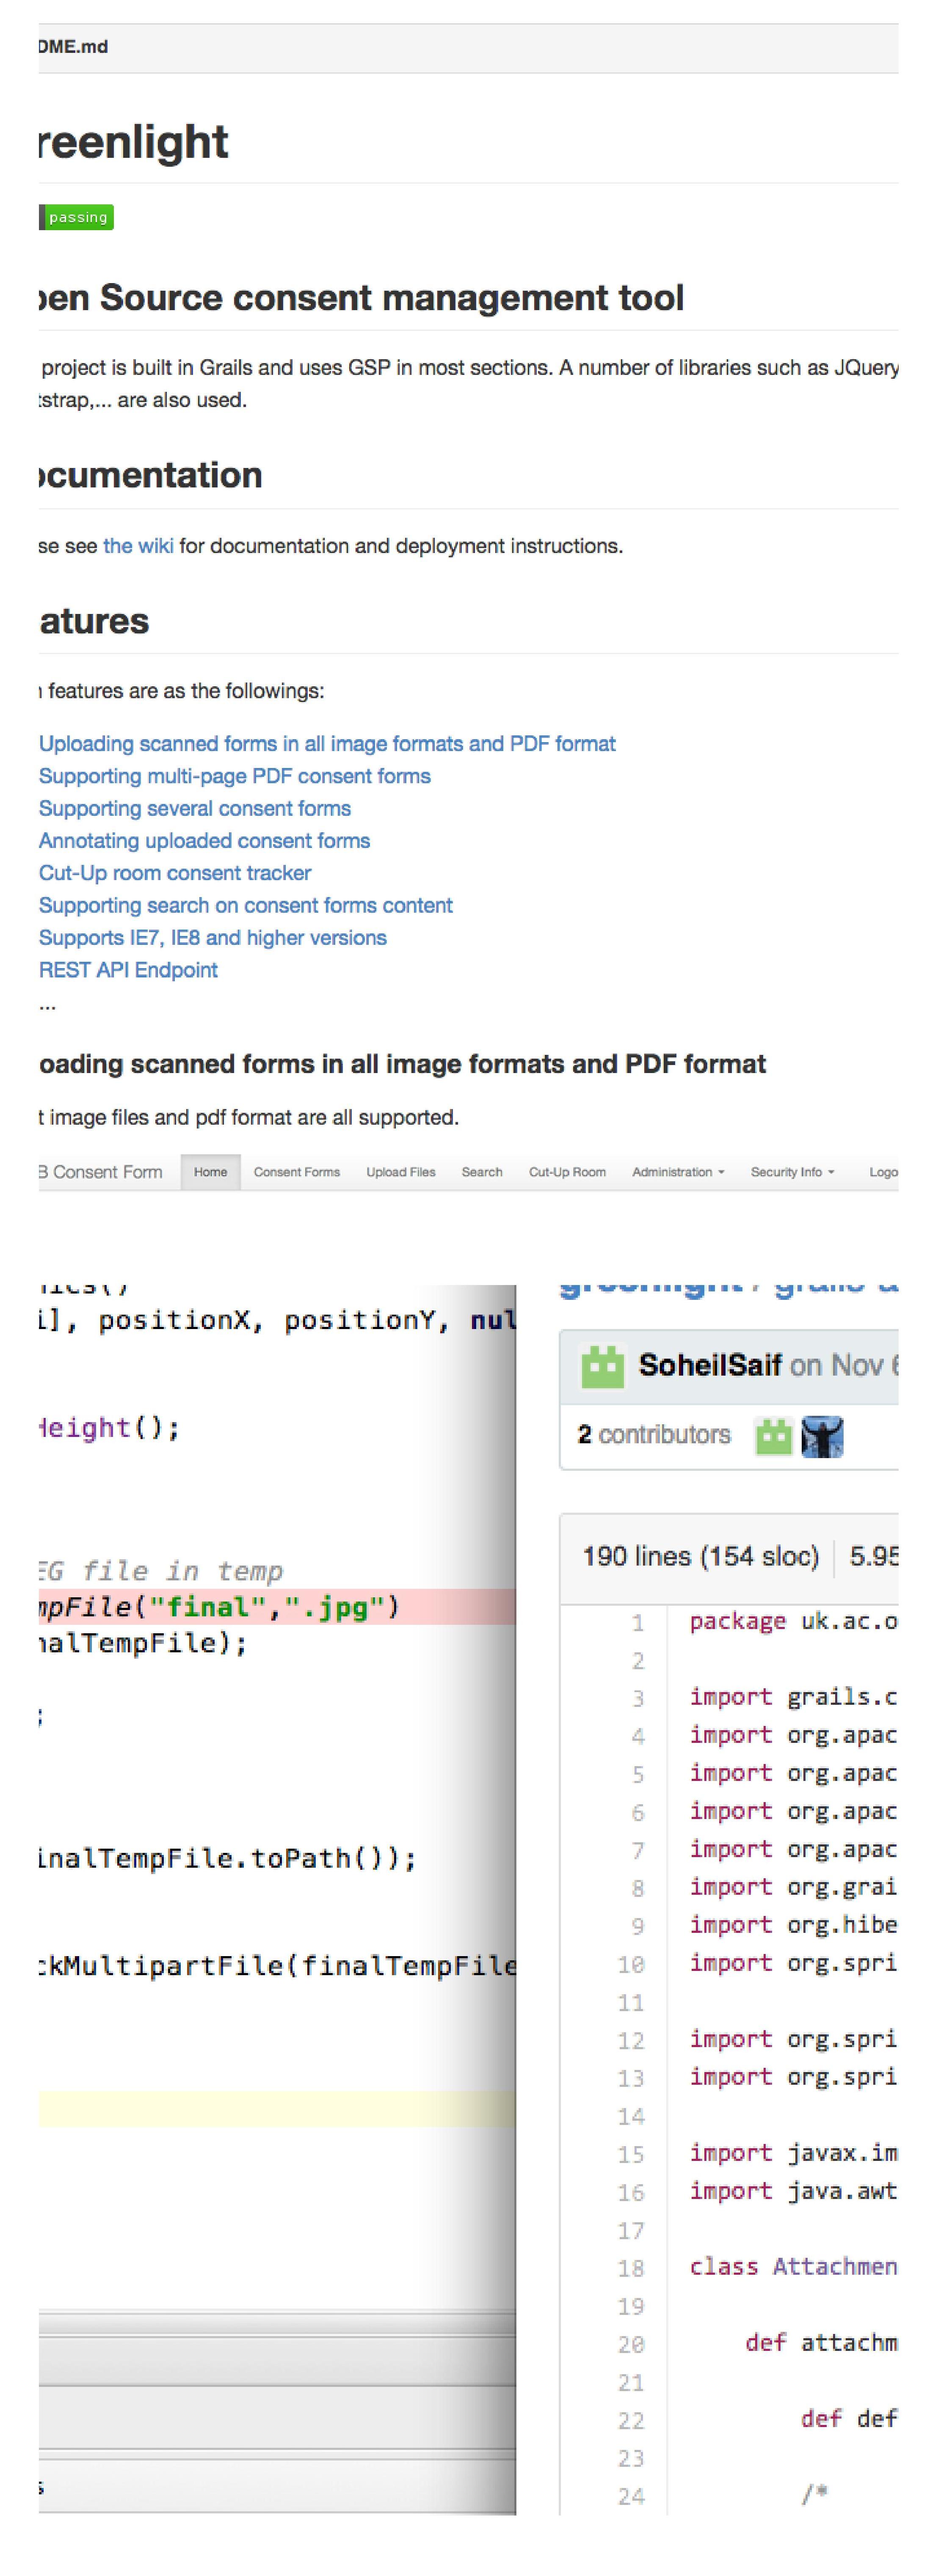 OME.md
reenlight
passing
pen Source consent management tool
project is built in Grails and uses GSP in most sections. A number of libraries such as JQuery
tstrap,... are also used.
ocumentation
se see the wiki for documentation and deployment instructions.
atures
features are as the followings:
Uploading scanned forms in all image formats and PDF format
Supporting multi-page PDF consent forms
Supporting several consent forms
Annotating uploaded consent forms
Cut-Up room consent tracker
Supporting search on consent forms content
Supports IE7, IE8 and higher versions
REST API Endpoint
...
oading scanned forms in all image formats and PDF format
t image files and pdf format are all supported.
B Consent Form Home Consent Forms Upload Files Search Cut-Up Room Administration Security Info Logo
i], positionX, positionY, nul
Height();
EG file in temp
mpFile("final",".jpg")
nalTempFile);
;
inalTempFile.toPath());
ckMultipartFile(finalTempFile
s
greenlight / grails-a
SoheilSaif on Nov 6
2 contributors
190 lines (154 sloc) 5.95
1 package uk.ac.o
2
3 import grails.c
4 import org.apac
5 import org.apac
6 import org.apac
7 import org.apac
8 import org.grai
9 import org.hibe
10 import org.spri
11
12 import org.spri
13 import org.spri
14
15 import javax.im
16 import java.awt
17
18 class Attachmen
19
20 def attachm
21
22 def def
23
24 /*